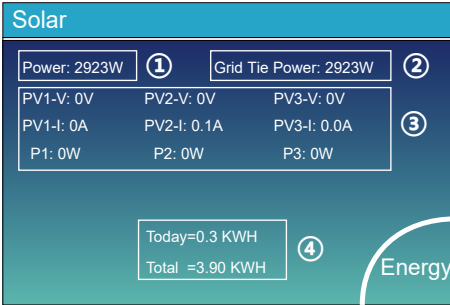 Solar
Power: 2923W ① Grid Tie Power: 2923W ②
PV1-V: 0V PV2-V: 0V PV3-V: 0V
PV1-I: 0A PV2-I: 0.1A PV3-I: 0.0A ③
P1: 0W P2: 0W P3: 0W
Today=0.3 KWH
④
Total =3.90 KWH
Energy